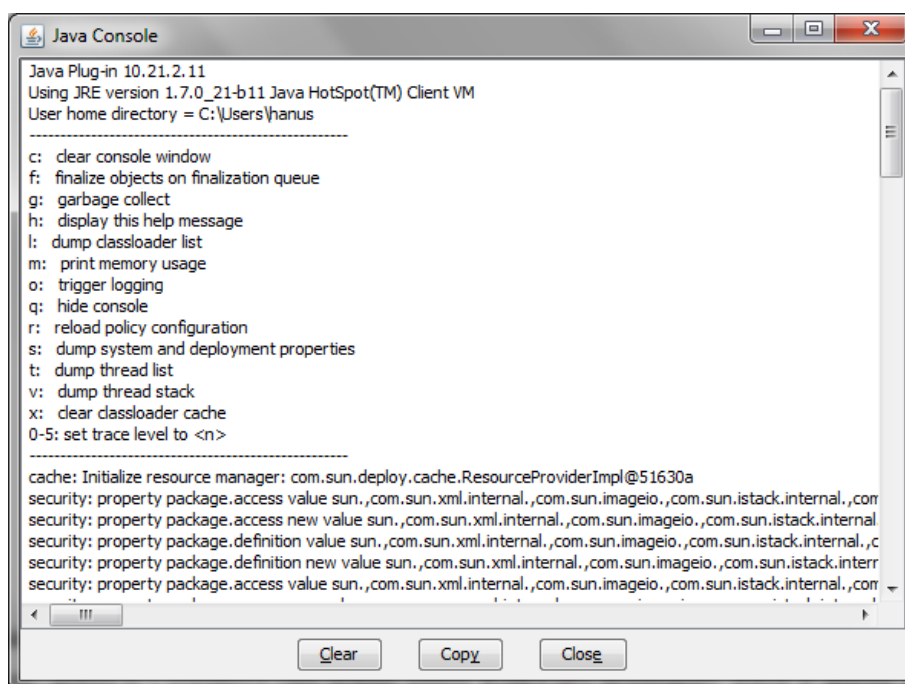 Java Console
Java Plug-in 10.21.2.11
Using JRE version 1.7.0_21-b11 Java HotSpot(TM) Client VM
User home directory = C:\Users\hanus
----------------------------------------------------
c:   clear console window
f:   finalize objects on finalization queue
g:   garbage collect
h:   display this help message
l:   dump classloader list
m:   print memory usage
o:   trigger logging
q:   hide console
r:   reload policy configuration
s:   dump system and deployment properties
t:   dump thread list
v:   dump thread stack
x:   clear classloader cache
0-5: set trace level to <n>
----------------------------------------------------
cache: Initialize resource manager: com.sun.deploy.cache.ResourceProviderImpl@51630a
security: property package.access value sun.,com.sun.xml.internal.,com.sun.imageio.,com.sun.istack.internal.,com
security: property package.access new value sun.,com.sun.xml.internal.,com.sun.imageio.,com.sun.istack.internal.
security: property package.definition value sun.,com.sun.xml.internal.,com.sun.imageio.,com.sun.istack.internal.,c
security: property package.definition new value sun.,com.sun.xml.internal.,com.sun.imageio.,com.sun.istack.intern
security: property package.access value sun.,com.sun.xml.internal.,com.sun.imageio.,com.sun.istack.internal.,com
Clear Copy Close